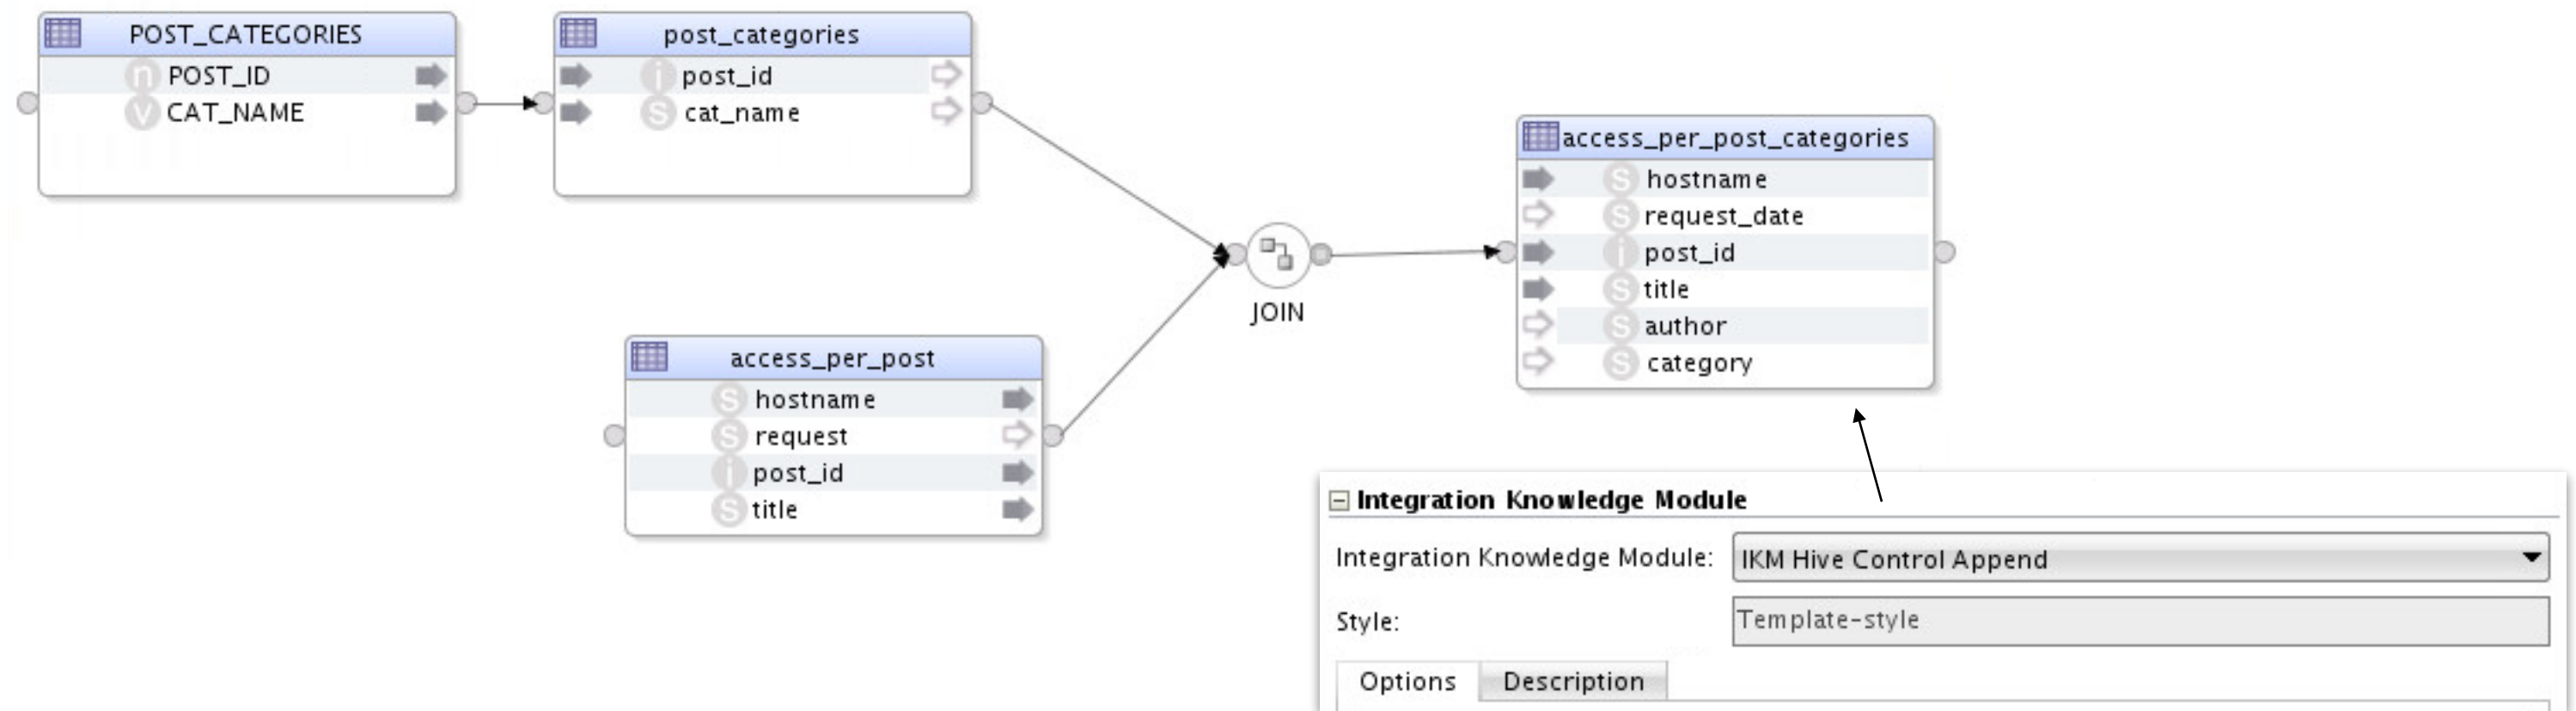 POST_CATEGORIES
n POST_ID
V CAT_NAME
post_categories
i post_id
S cat_name
access_per_post
S hostname
S request
i post_id
S title
JOIN
access_per_post_categories
S hostname
S request_date
i post_id
S title
S author
S category
Integration Knowledge Module
Integration Knowledge Module: IKM Hive Control Append
Style: Template-style
Options Description